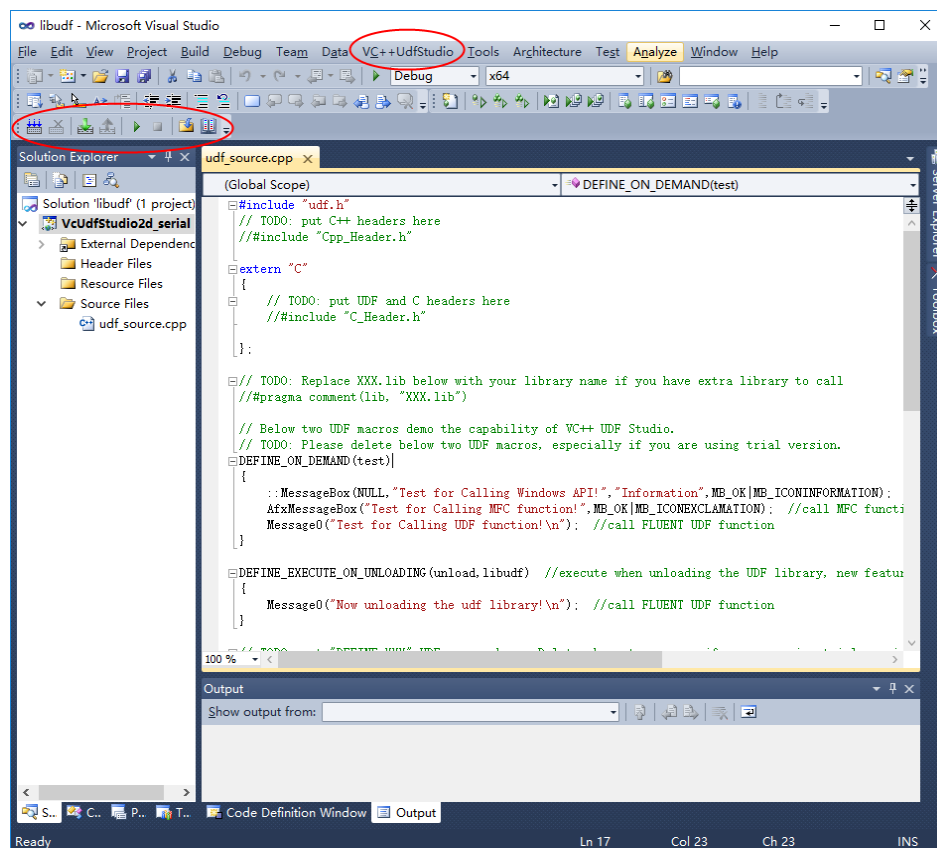 libudf - Microsoft Visual Studio
File Edit View Project Build Debug Team Data VC++UdfStudio Tools Architecture Test Analyze Window Help
Debug x64
Solution Explorer
udf_source.cpp
(Global Scope) DEFINE_ON_DEMAND(test)
Solution 'libudf' (1 project)
VcUdfStudio2d_serial
External Dependenc
Header Files
Resource Files
Source Files
udf_source.cpp
#include "udf.h"
// TODO: put C++ headers here
//#include "Cpp_Header.h"
extern "C"
{
// TODO: put UDF and C headers here
//#include "C_Header.h"
};
// TODO: Replace XXX.lib below with your library name if you have extra library to call
//#pragma comment(lib, "XXX.lib")
// Below two UDF macros demo the capability of VC++ UDF Studio.
// TODO: Please delete below two UDF macros, especially if you are using trial version.
DEFINE_ON_DEMAND(test)
{
::MessageBox(NULL,"Test for Calling Windows API!","Information",MB_OK|MB_ICONINFORMATION);
AfxMessageBox("Test for Calling MFC function!",MB_OK|MB_ICONEXCLAMATION); //call MFC functi
Message0("Test for Calling UDF function!\n"); //call FLUENT UDF function
}
DEFINE_EXECUTE_ON_UNLOADING(unload,libudf) //execute when unloading the UDF library, new featur
{
Message0("Now unloading the udf library!\n"); //call FLUENT UDF function
}
100 %
Output
Show output from:
S... C... P... T... Code Definition Window Output
Ready Ln 17 Col 23 Ch 23 INS
Server Explorer
Toolbox